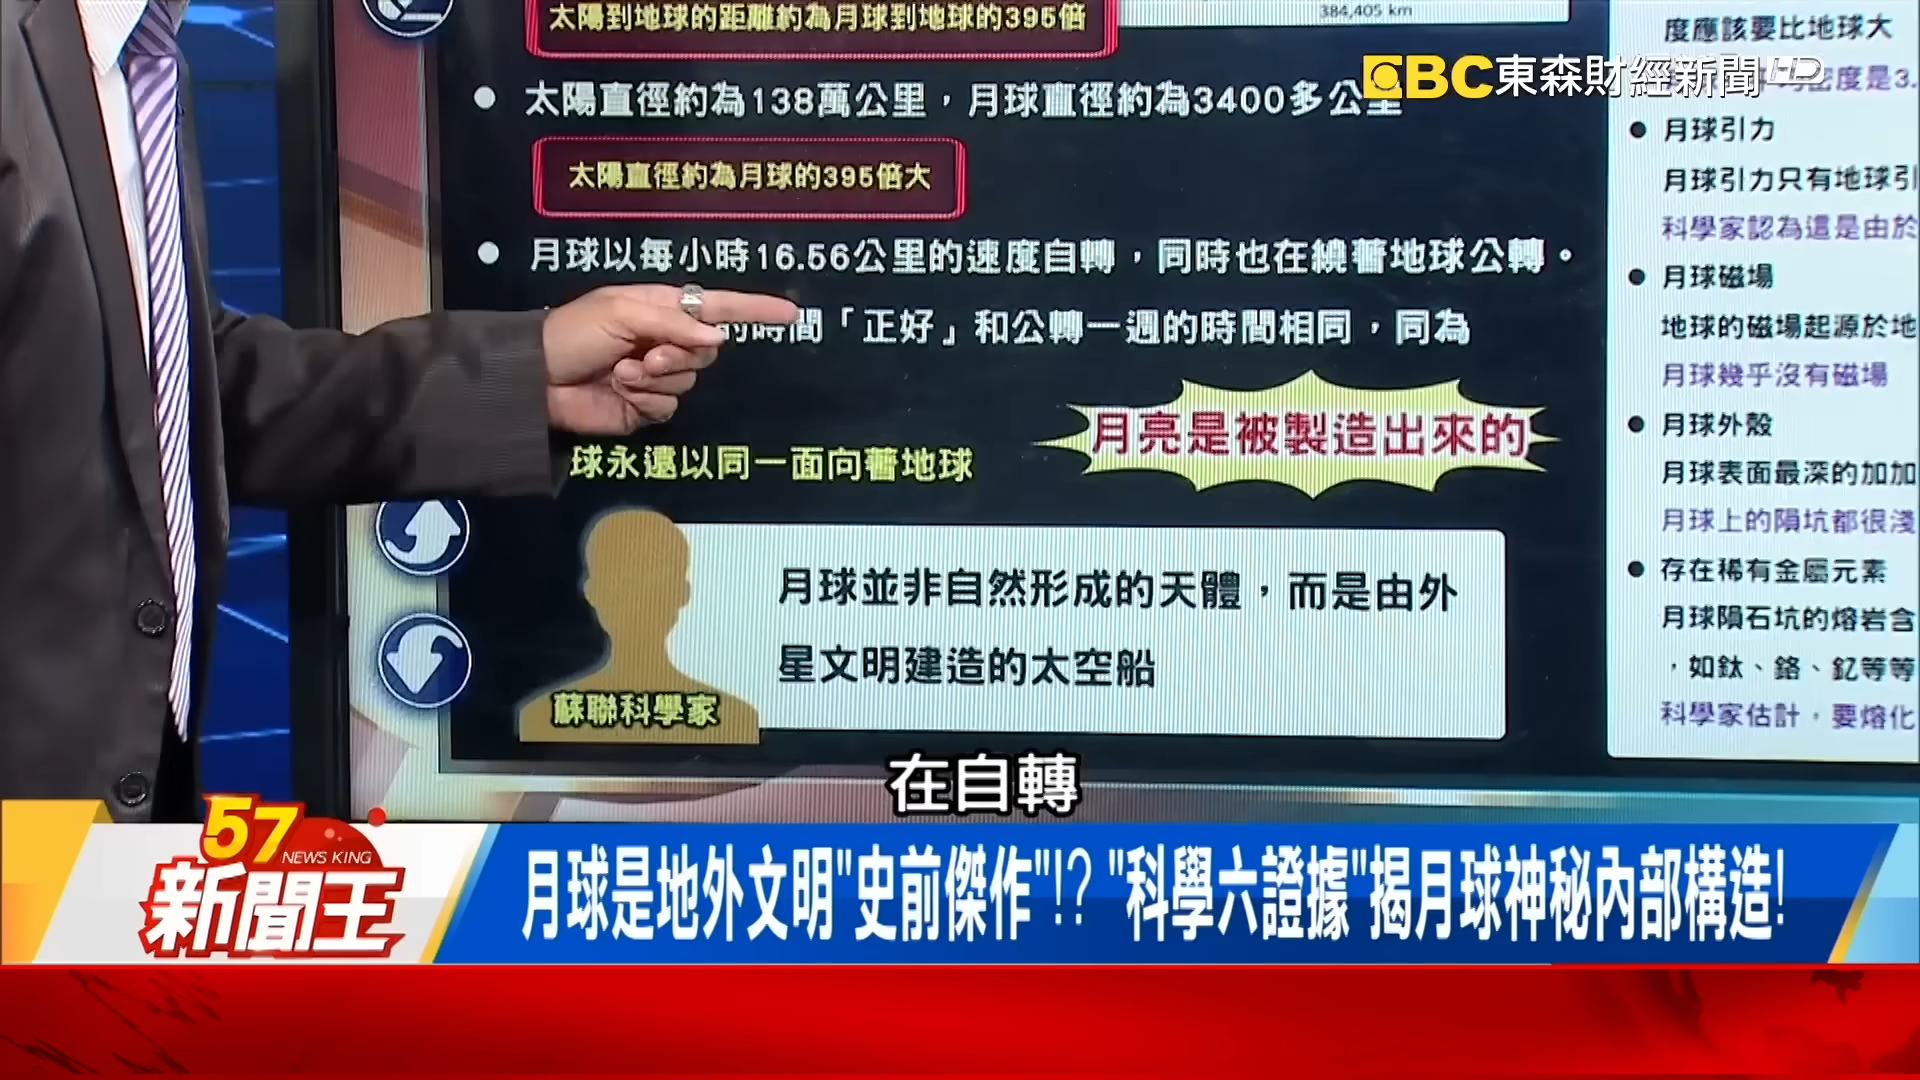 太陽到地球的距離約為月球到地球的395倍
384,405 km
太陽直徑約為138萬公里，月球直徑約為3400多公里
太陽直徑約為月球的395倍大
月球以每小時16.56公里的速度自轉，同時也在繞著地球公轉。
的時間「正好」和公轉一週的時間相同，同為
月亮是被製造出來的
球永遠以同一面向著地球
月球並非自然形成的天體，而是由外
星文明建造的太空船
蘇聯科學家
度應該要比地球大
EBC東森財經新聞HD
密度是3.
月球引力
月球引力只有地球引
科學家認為這是由於
月球磁場
地球的磁場起源於地
月球幾乎沒有磁場
月球外殼
月球表面最深的加加
月球上的隕坑都很淺
存在稀有金屬元素
月球隕石坑的熔岩含
，如鈦、鉻、釔等等
科學家估計，要熔化
在自轉
57
NEWS KING
新聞王
月球是地外文明"史前傑作"!? "科學六證據"揭月球神秘內部構造!